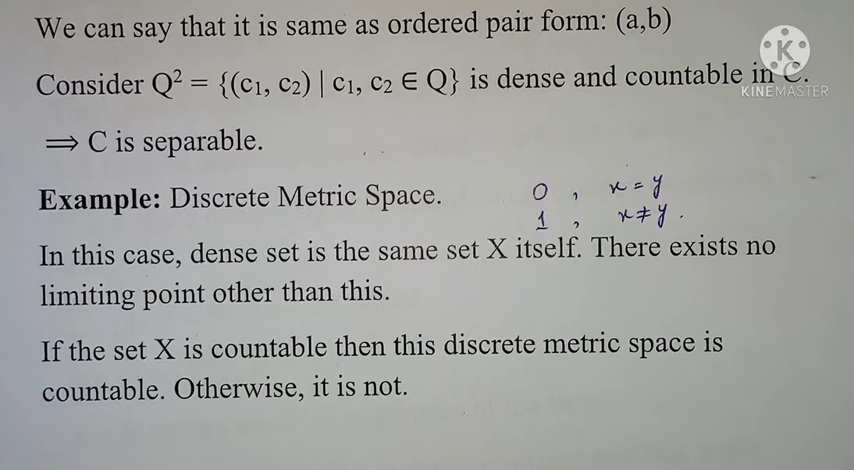 We can say that it is same as ordered pair form: (a,b)
Consider Q² = {(c₁, c₂) | c₁, c₂ ∈ Q} is dense and countable in C.
K
KINEMASTER
⟹ C is separable.
Example: Discrete Metric Space.
0 , x = y
1 , x ≠ y .
In this case, dense set is the same set X itself. There exists no
limiting point other than this.
If the set X is countable then this discrete metric space is
countable. Otherwise, it is not.